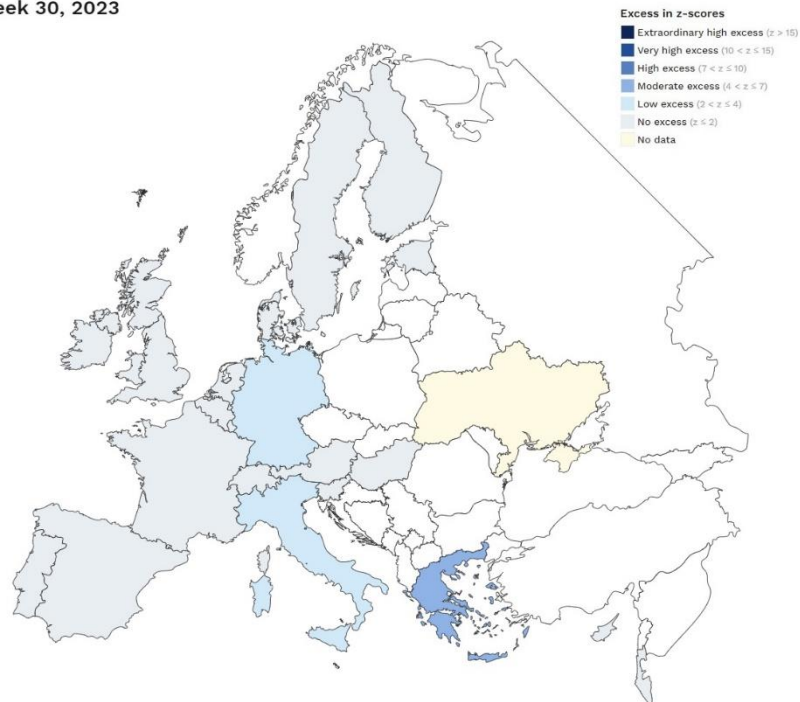 eek 30, 2023
Excess in z-scores
Extraordinary high excess (z > 15)
Very high excess (10 < z ≤ 15)
High excess (7 < z ≤ 10)
Moderate excess (4 < z ≤ 7)
Low excess (2 < z ≤ 4)
No excess (z ≤ 2)
No data